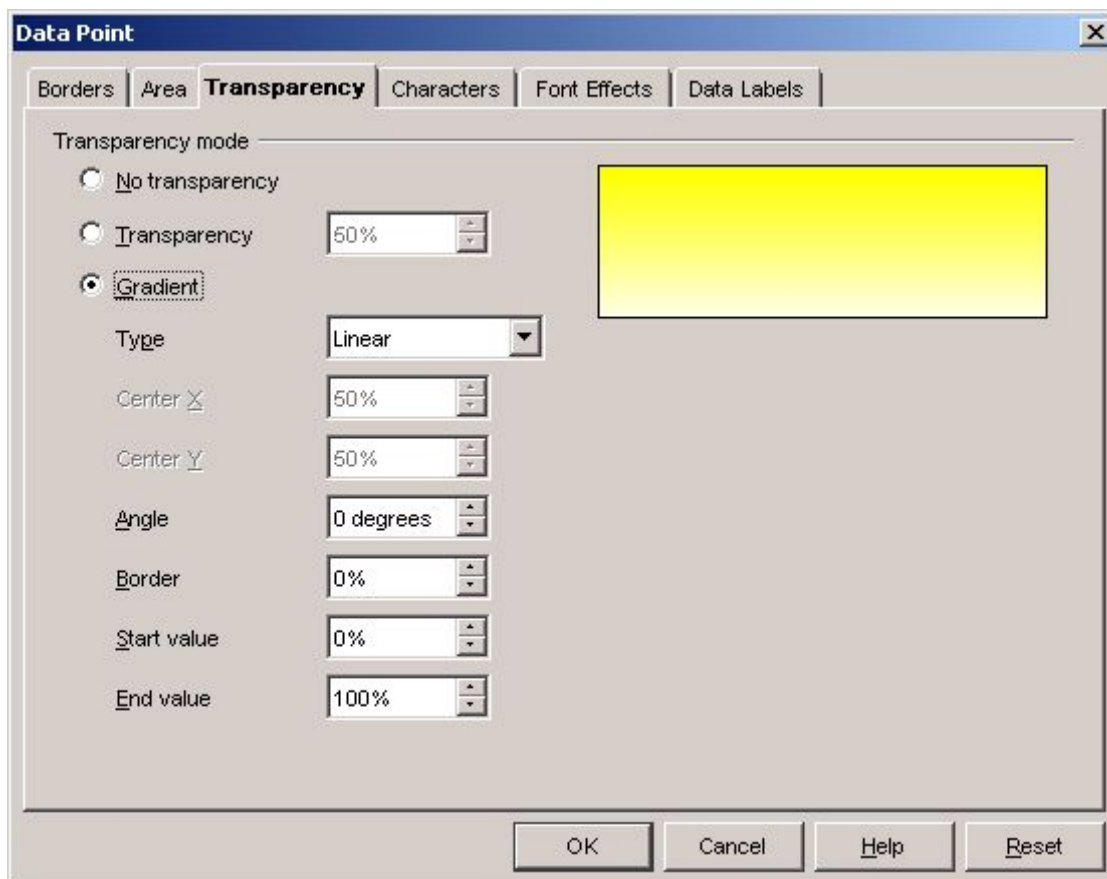 Data Point
Borders Area Transparency Characters Font Effects Data Labels
Transparency mode
No transparency
Transparency 50%
Gradient
Type Linear
Center X 50%
Center Y 50%
Angle 0 degrees
Border 0%
Start value 0%
End value 100%
OK Cancel Help Reset